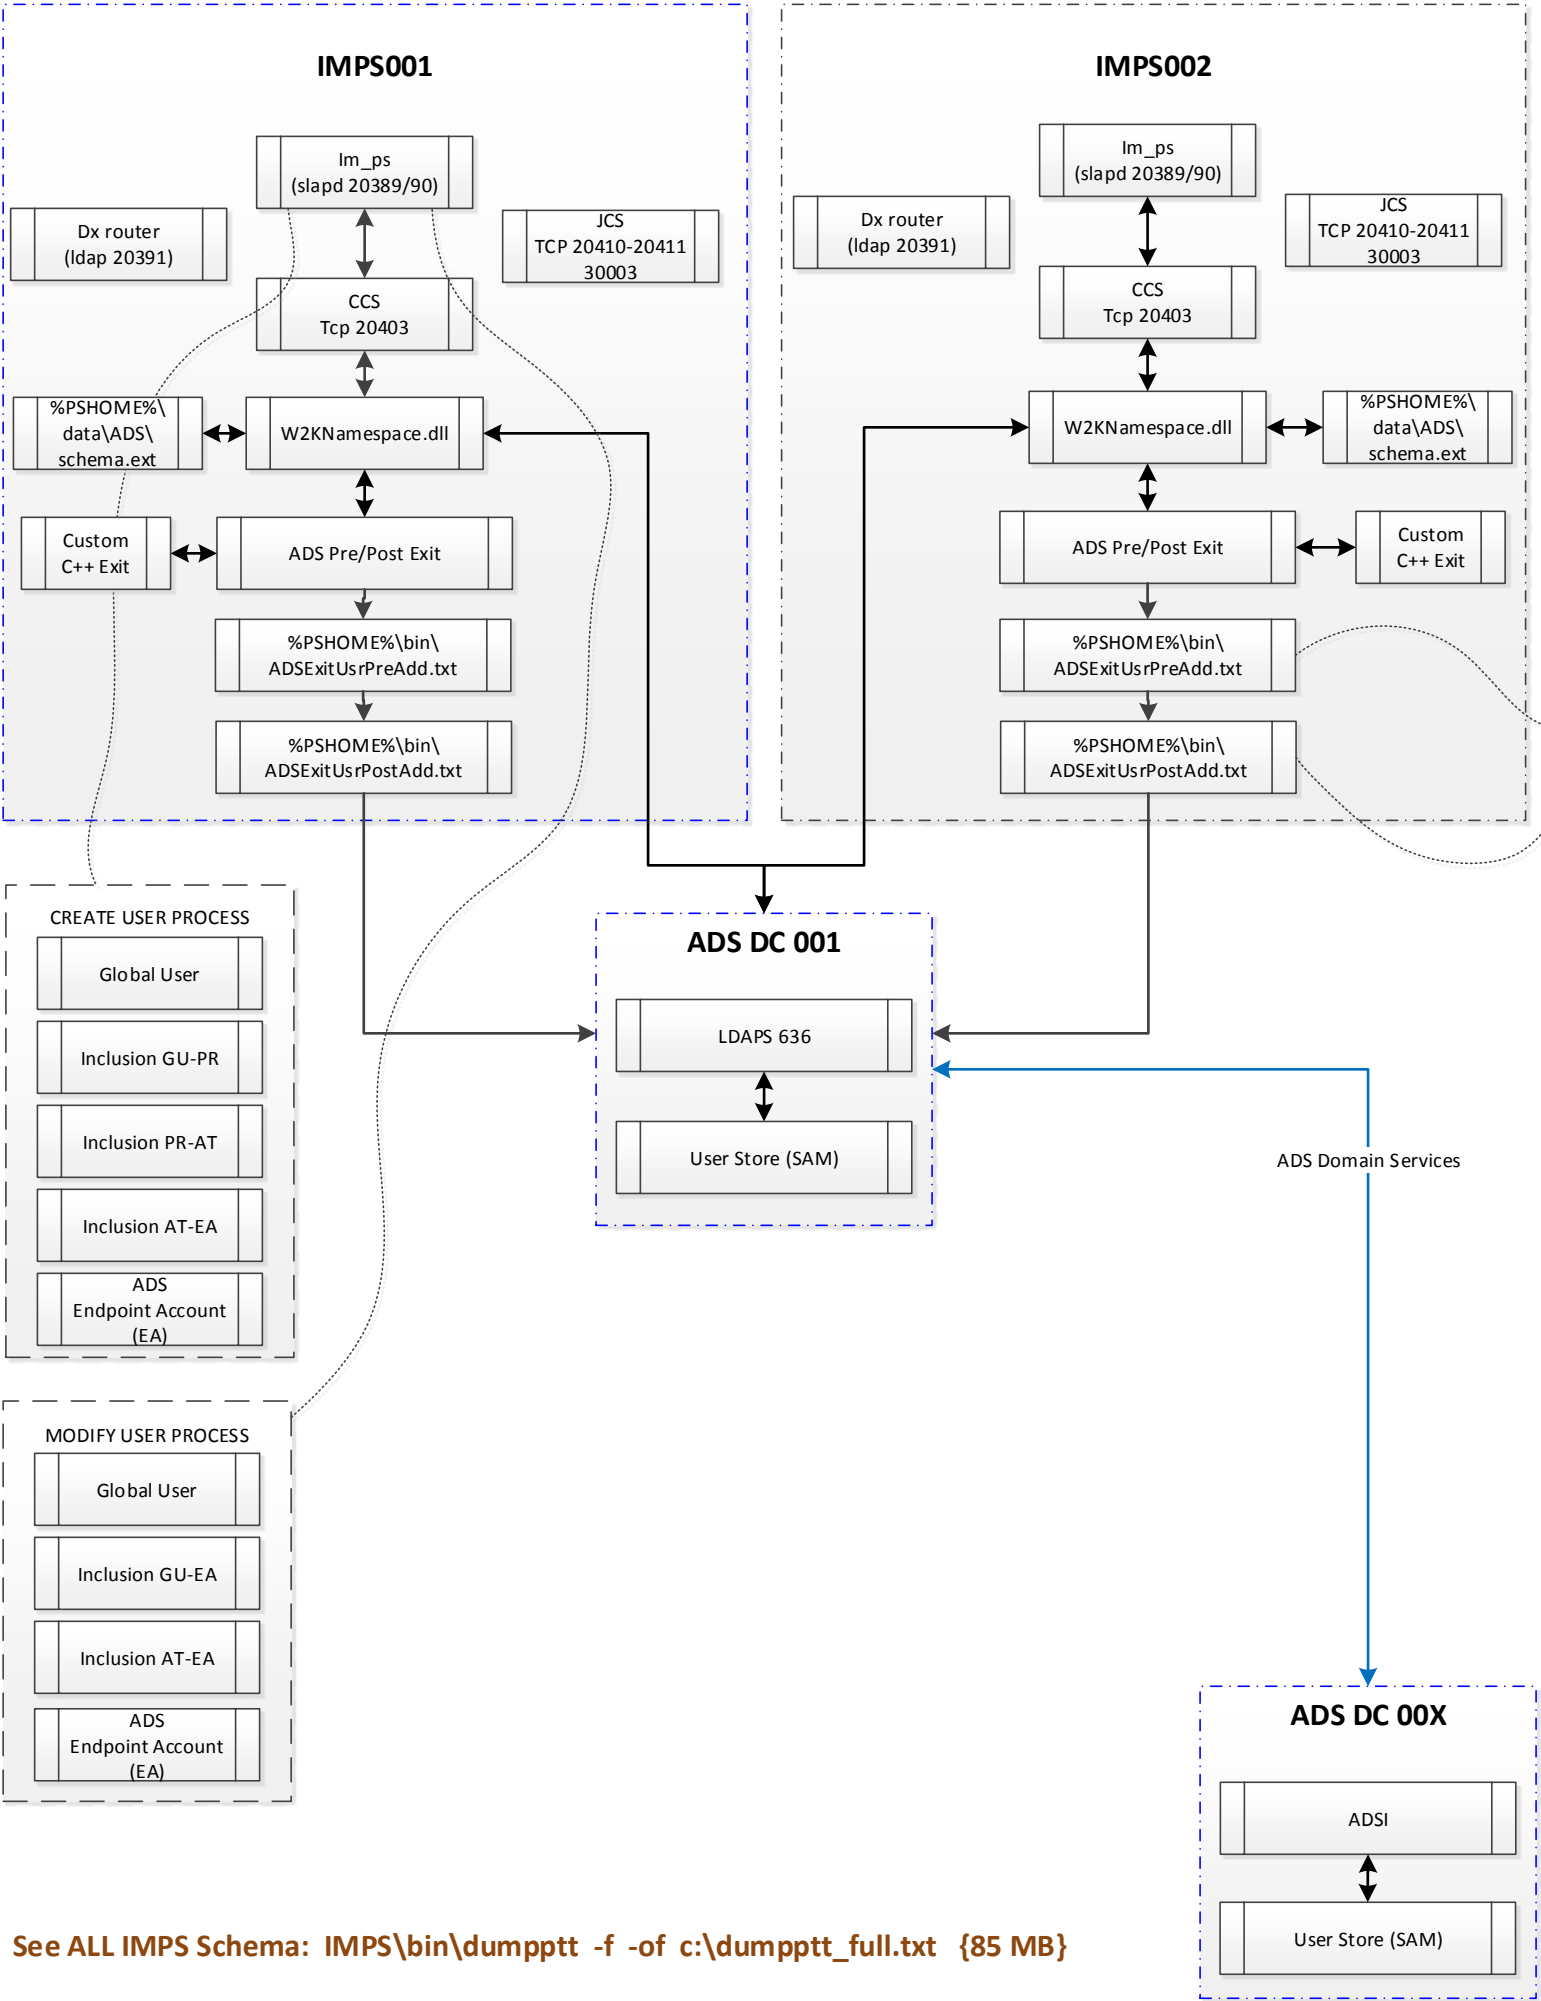 IMPS001
Im_ps
(slapd 20389/90)
Dx router
(ldap 20391)
JCS
TCP 20410-20411
30003
CCS
Tcp 20403
%PSHOME%\
data\ADS\
schema.ext
W2KNamespace.dll
Custom
C++ Exit
ADS Pre/Post Exit
%PSHOME%\bin\
ADSExitUsrPreAdd.txt
%PSHOME%\bin\
ADSExitUsrPostAdd.txt
IMPS002
Im_ps
(slapd 20389/90)
Dx router
(ldap 20391)
JCS
TCP 20410-20411
30003
CCS
Tcp 20403
W2KNamespace.dll
%PSHOME%\
data\ADS\
schema.ext
ADS Pre/Post Exit
Custom
C++ Exit
%PSHOME%\bin\
ADSExitUsrPreAdd.txt
%PSHOME%\bin\
ADSExitUsrPostAdd.txt
CREATE USER PROCESS
Global User
Inclusion GU-PR
Inclusion PR-AT
Inclusion AT-EA
ADS
Endpoint Account
(EA)
ADS DC 001
LDAPS 636
User Store (SAM)
ADS Domain Services
MODIFY USER PROCESS
Global User
Inclusion GU-EA
Inclusion AT-EA
ADS
Endpoint Account
(EA)
ADS DC 00X
ADSI
User Store (SAM)
See ALL IMPS Schema:  IMPS\bin\dumpptt  -f  -of  c:\dumpptt_full.txt   {85 MB}